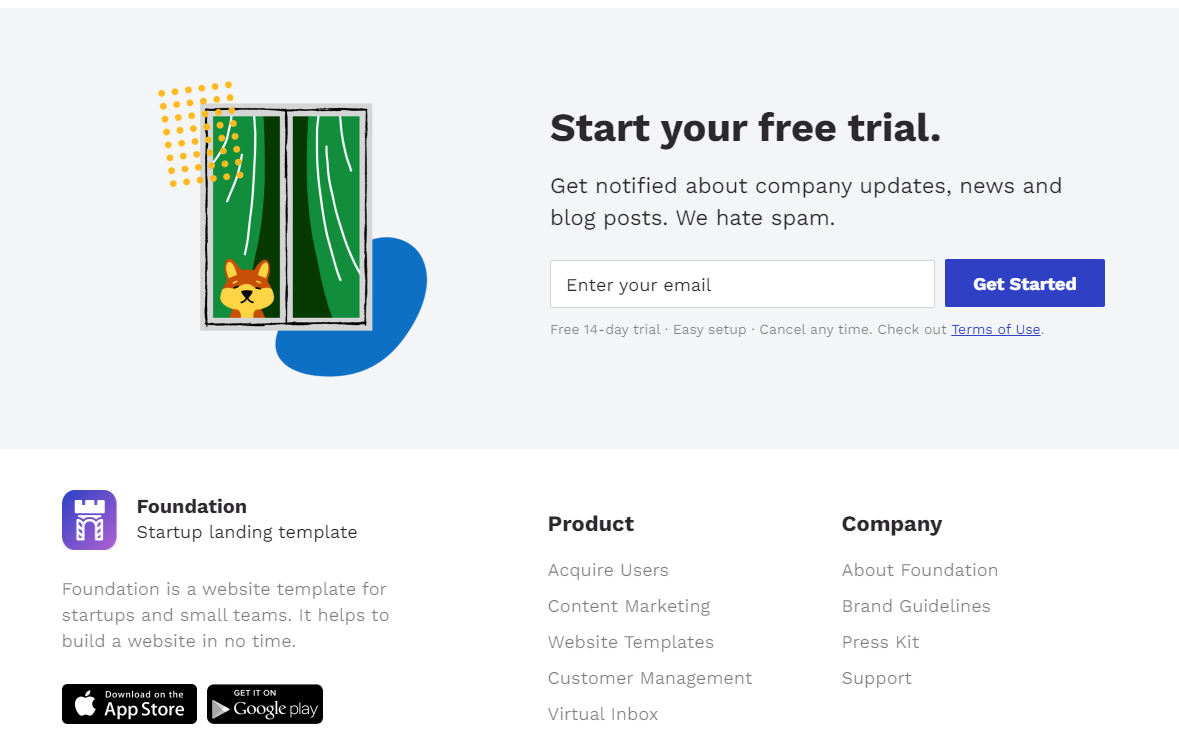 Start your free trial.
Get notified about company updates, news and
blog posts. We hate spam.
Enter your email
Get Started
Free 14-day trial · Easy setup · Cancel any time. Check out Terms of Use.
Foundation
Startup landing template
Foundation is a website template for
startups and small teams. It helps to
build a website in no time.
Download on the
App Store
GET IT ON
Google play
Product
Acquire Users
Content Marketing
Website Templates
Customer Management
Virtual Inbox
Company
About Foundation
Brand Guidelines
Press Kit
Support